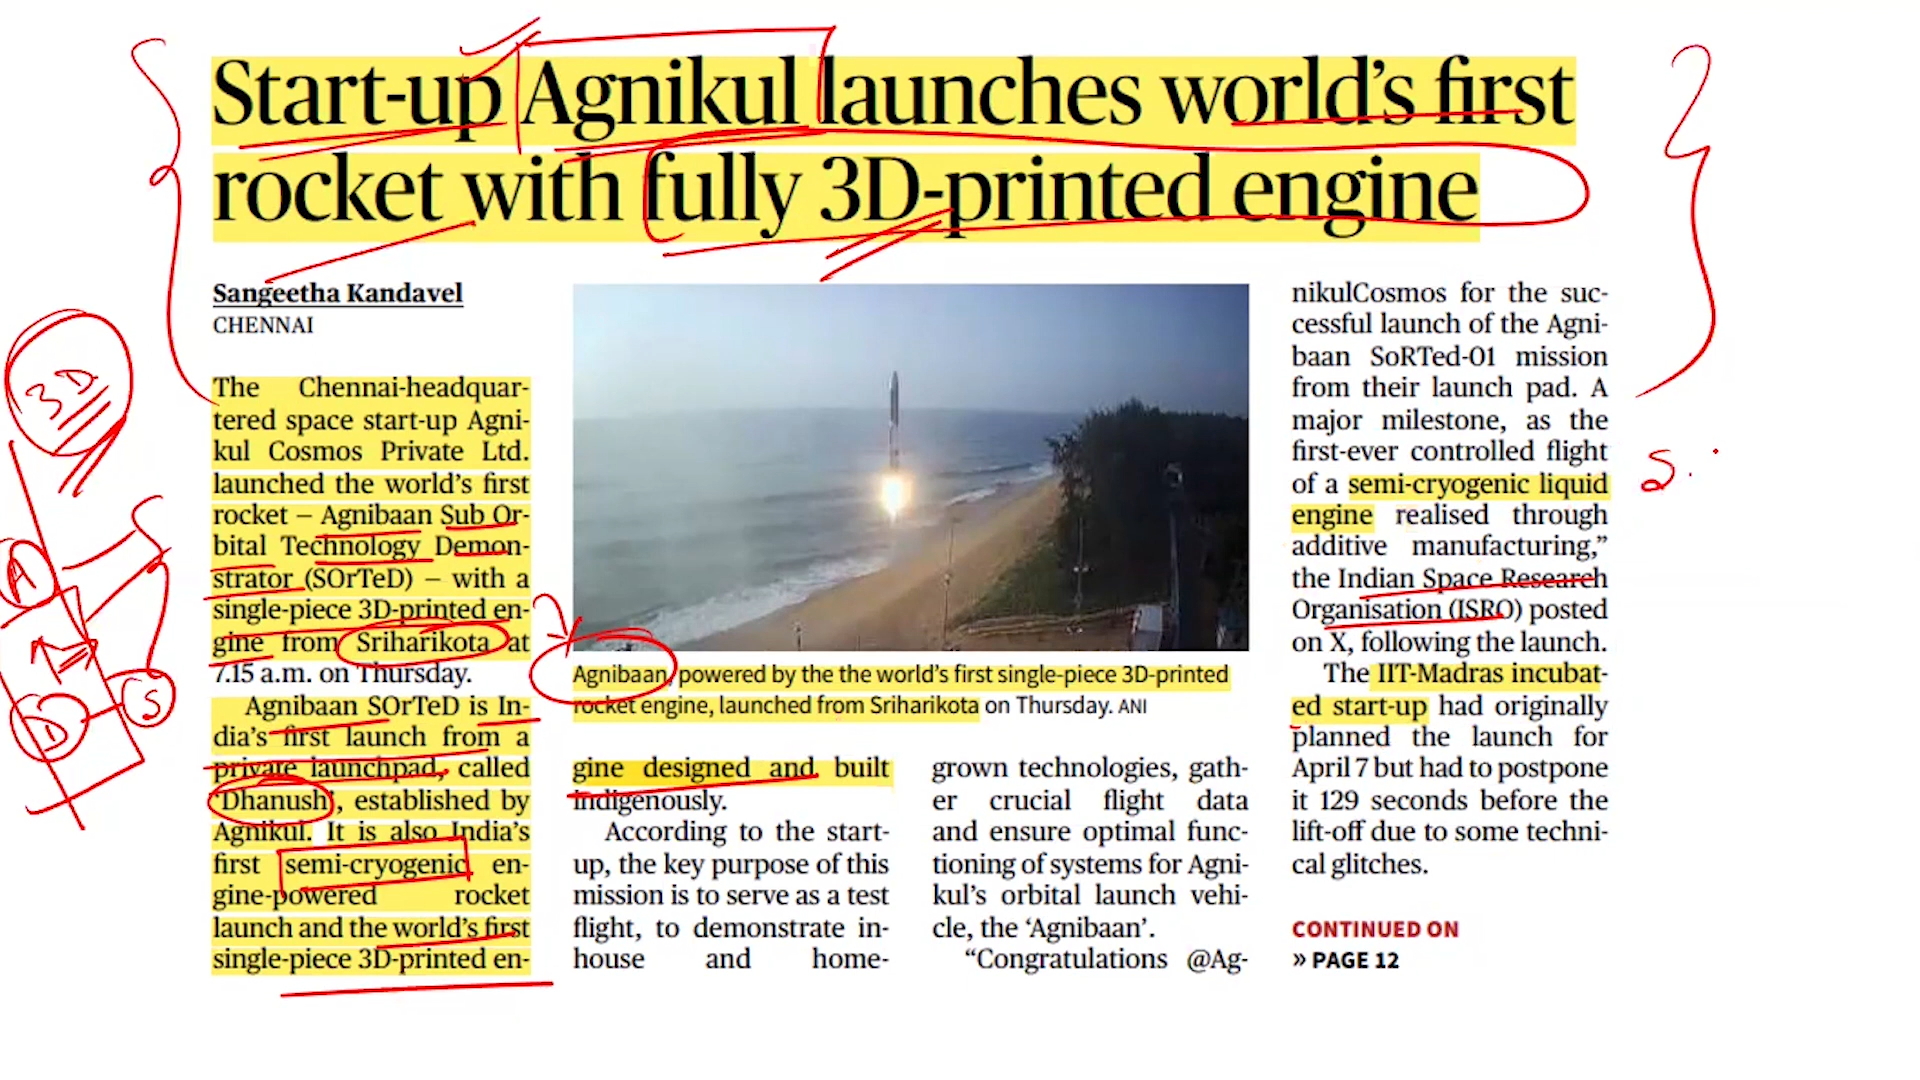 Start-up Agnikul launches world's first
rocket with fully 3D-printed engine
Sangeetha Kandavel
CHENNAI
The Chennai-headquar-
tered space start-up Agni-
kul Cosmos Private Ltd.
launched the world's first
rocket – Agnibaan Sub Or-
bital Technology Demon-
strator (SOrTeD) – with a
single-piece 3D-printed en-
gine from Sriharikota at
7.15 a.m. on Thursday.
Agnibaan SOrTeD is In-
dia's first launch from a
private launchpad, called
'Dhanush', established by
Agnikul. It is also India's
first semi-cryogenic en-
gine-powered rocket
launch and the world's first
single-piece 3D-printed en-
Agnibaan, powered by the the world's first single-piece 3D-printed
rocket engine, launched from Sriharikota on Thursday. ANI
gine designed and built
indigenously.
According to the start-
up, the key purpose of this
mission is to serve as a test
flight, to demonstrate in-
house and home-
grown technologies, gath-
er crucial flight data
and ensure optimal func-
tioning of systems for Agni-
kul's orbital launch vehi-
cle, the 'Agnibaan'.
"Congratulations @Ag-
nikulCosmos for the suc-
cessful launch of the Agni-
baan SoRTed-01 mission
from their launch pad. A
major milestone, as the
first-ever controlled flight
of a semi-cryogenic liquid
engine realised through
additive manufacturing,"
the Indian Space Research
Organisation (ISRO) posted
on X, following the launch.
The IIT-Madras incubat-
ed start-up had originally
planned the launch for
April 7 but had to postpone
it 129 seconds before the
lift-off due to some techni-
cal glitches.
CONTINUED ON
» PAGE 12
3D
A
D
S
S.